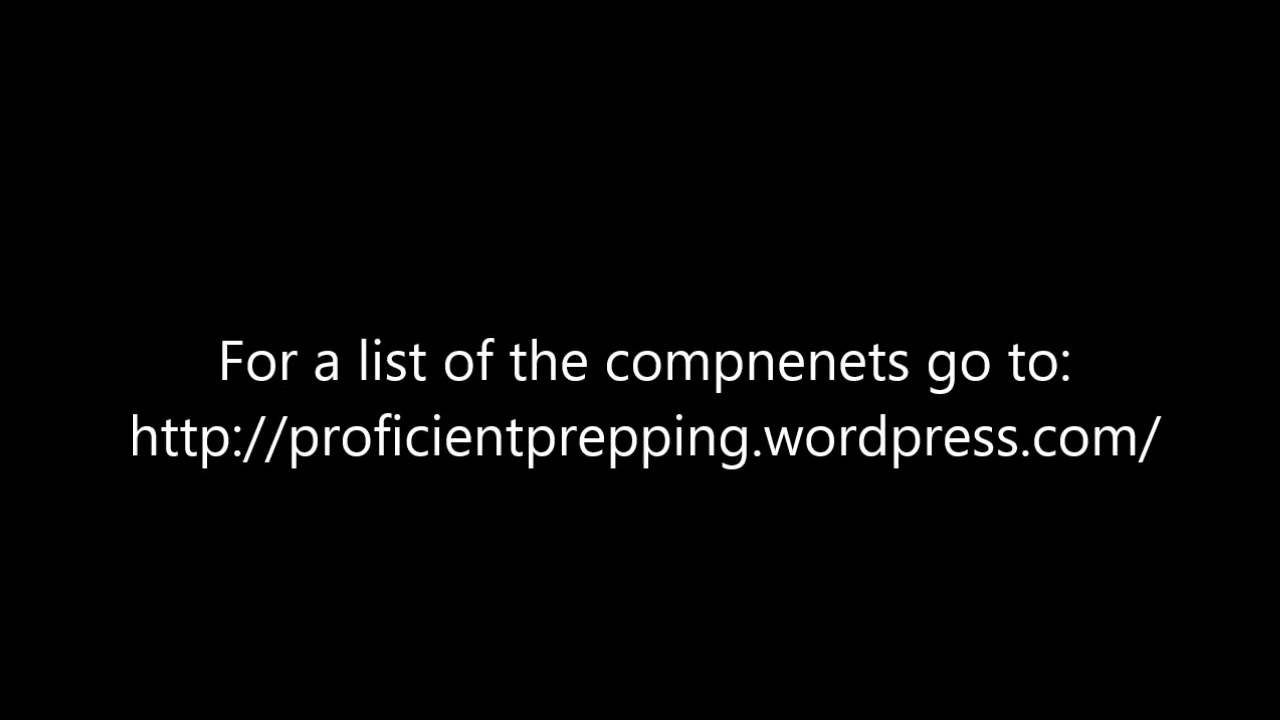 For a list of the compnenets go to:
http://proficientprepping.wordpress.com/